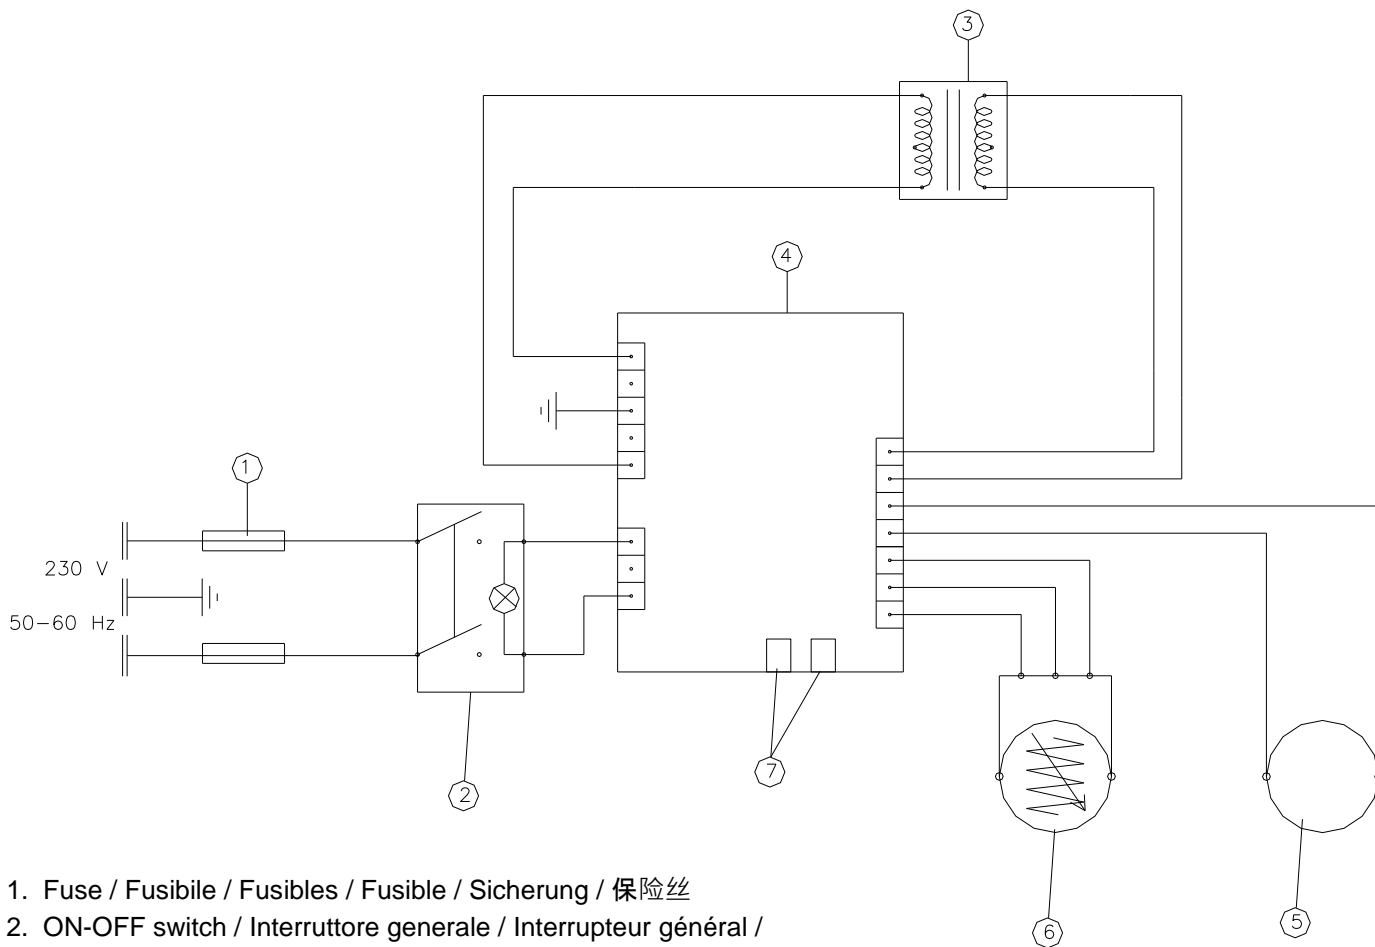 3
4
1
230 V
50-60 Hz
7
2
6
5
1. Fuse / Fusibile / Fusibles / Fusible / Sicherung / 保险丝
2. ON-OFF switch / Interruttore generale / Interrupteur général /